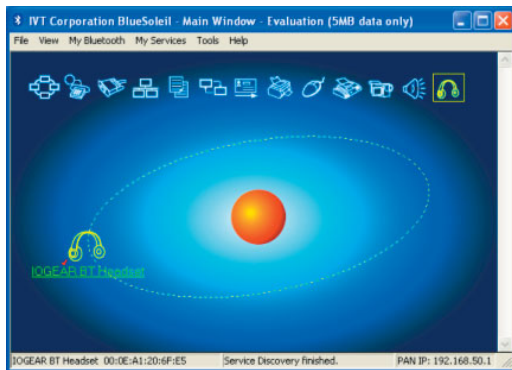 IVT Corporation BlueSoleil - Main Window - Evaluation (5MB data only)
File View My Bluetooth My Services Tools Help
IOGEAR BT Headset
IOGEAR BT Headset 00:0E:A1:20:6F:E5 Service Discovery finished. PAN IP: 192.168.50.1